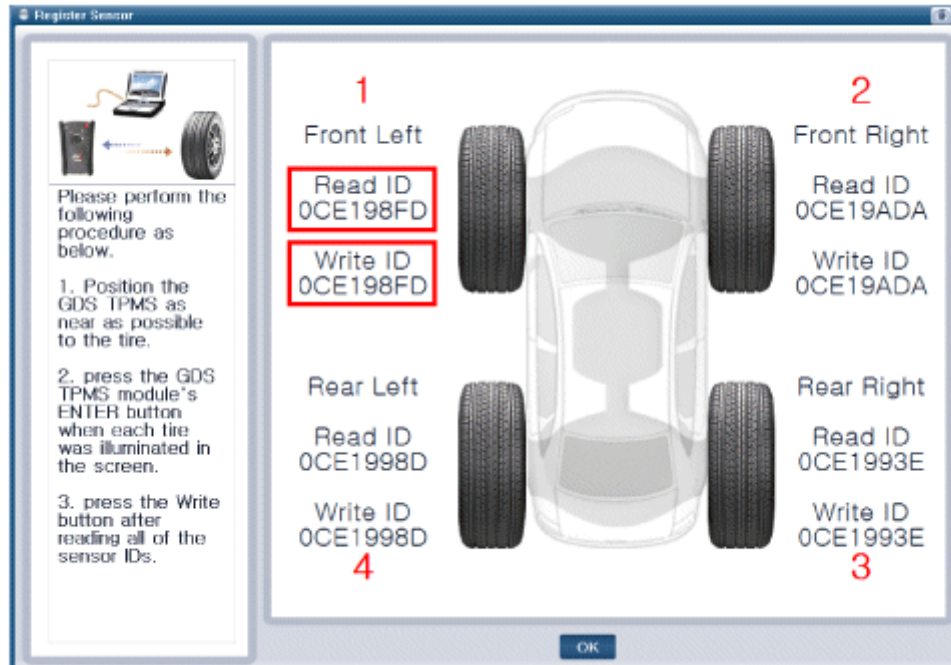 Register Sensor
Please perform the
following
procedure as
below.
1. Position the
GDS TPMS as
near as possible
to the tire.
2. press the GDS
TPMS module's
ENTER button
when each tire
was illuminated in
the screen.
3. press the Write
button after
reading all of the
sensor IDs.
1
Front Left
Read ID
0CE198FD
Write ID
0CE198FD
2
Front Right
Read ID
0CE19ADA
Write ID
0CE19ADA
Rear Left
Read ID
0CE1998D
Write ID
0CE1998D
4
Rear Right
Read ID
0CE1993E
Write ID
0CE1993E
3
OK